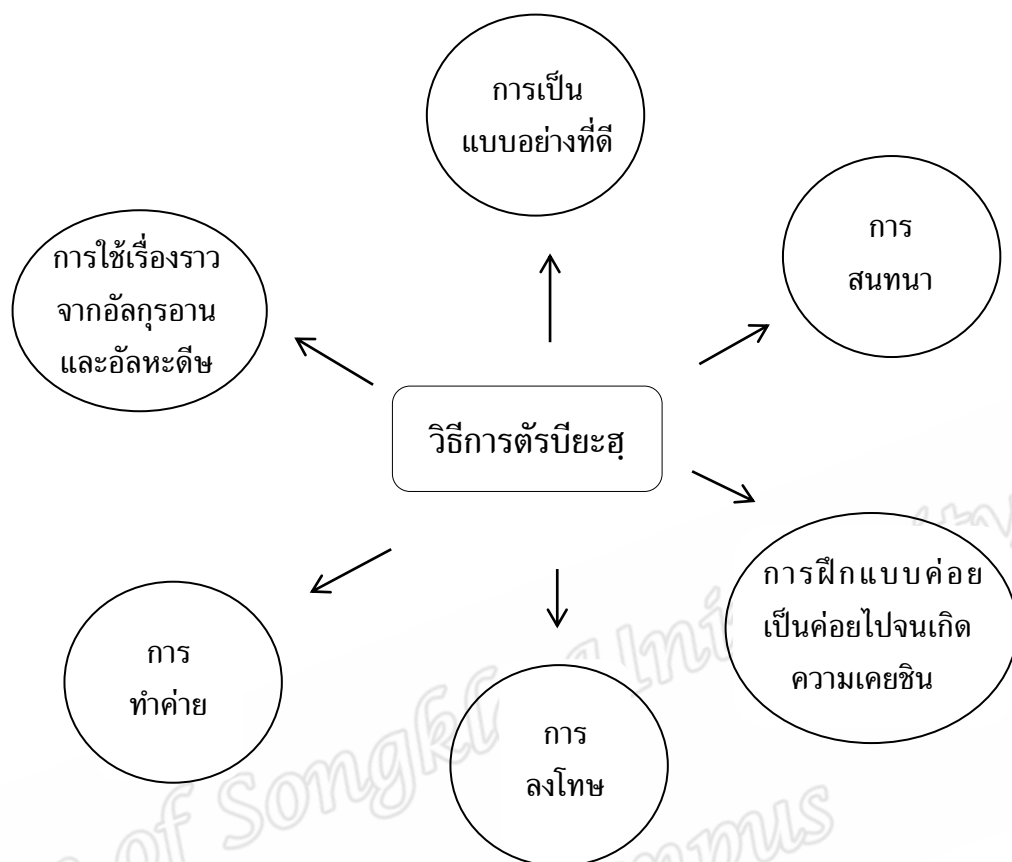 การเป็น
แบบอย่างที่ดี
การ
สนทนา
การใช้เรื่องราว
จากอัลกุรอาน
และอัลหะดีษ
วิธีการตัรบียะฮฺ
การฝึกแบบค่อย
เป็นค่อยไปจนเกิด
ความเคยชิน
การ
ทำค่าย
การ
ลงโทษ
of Songkla